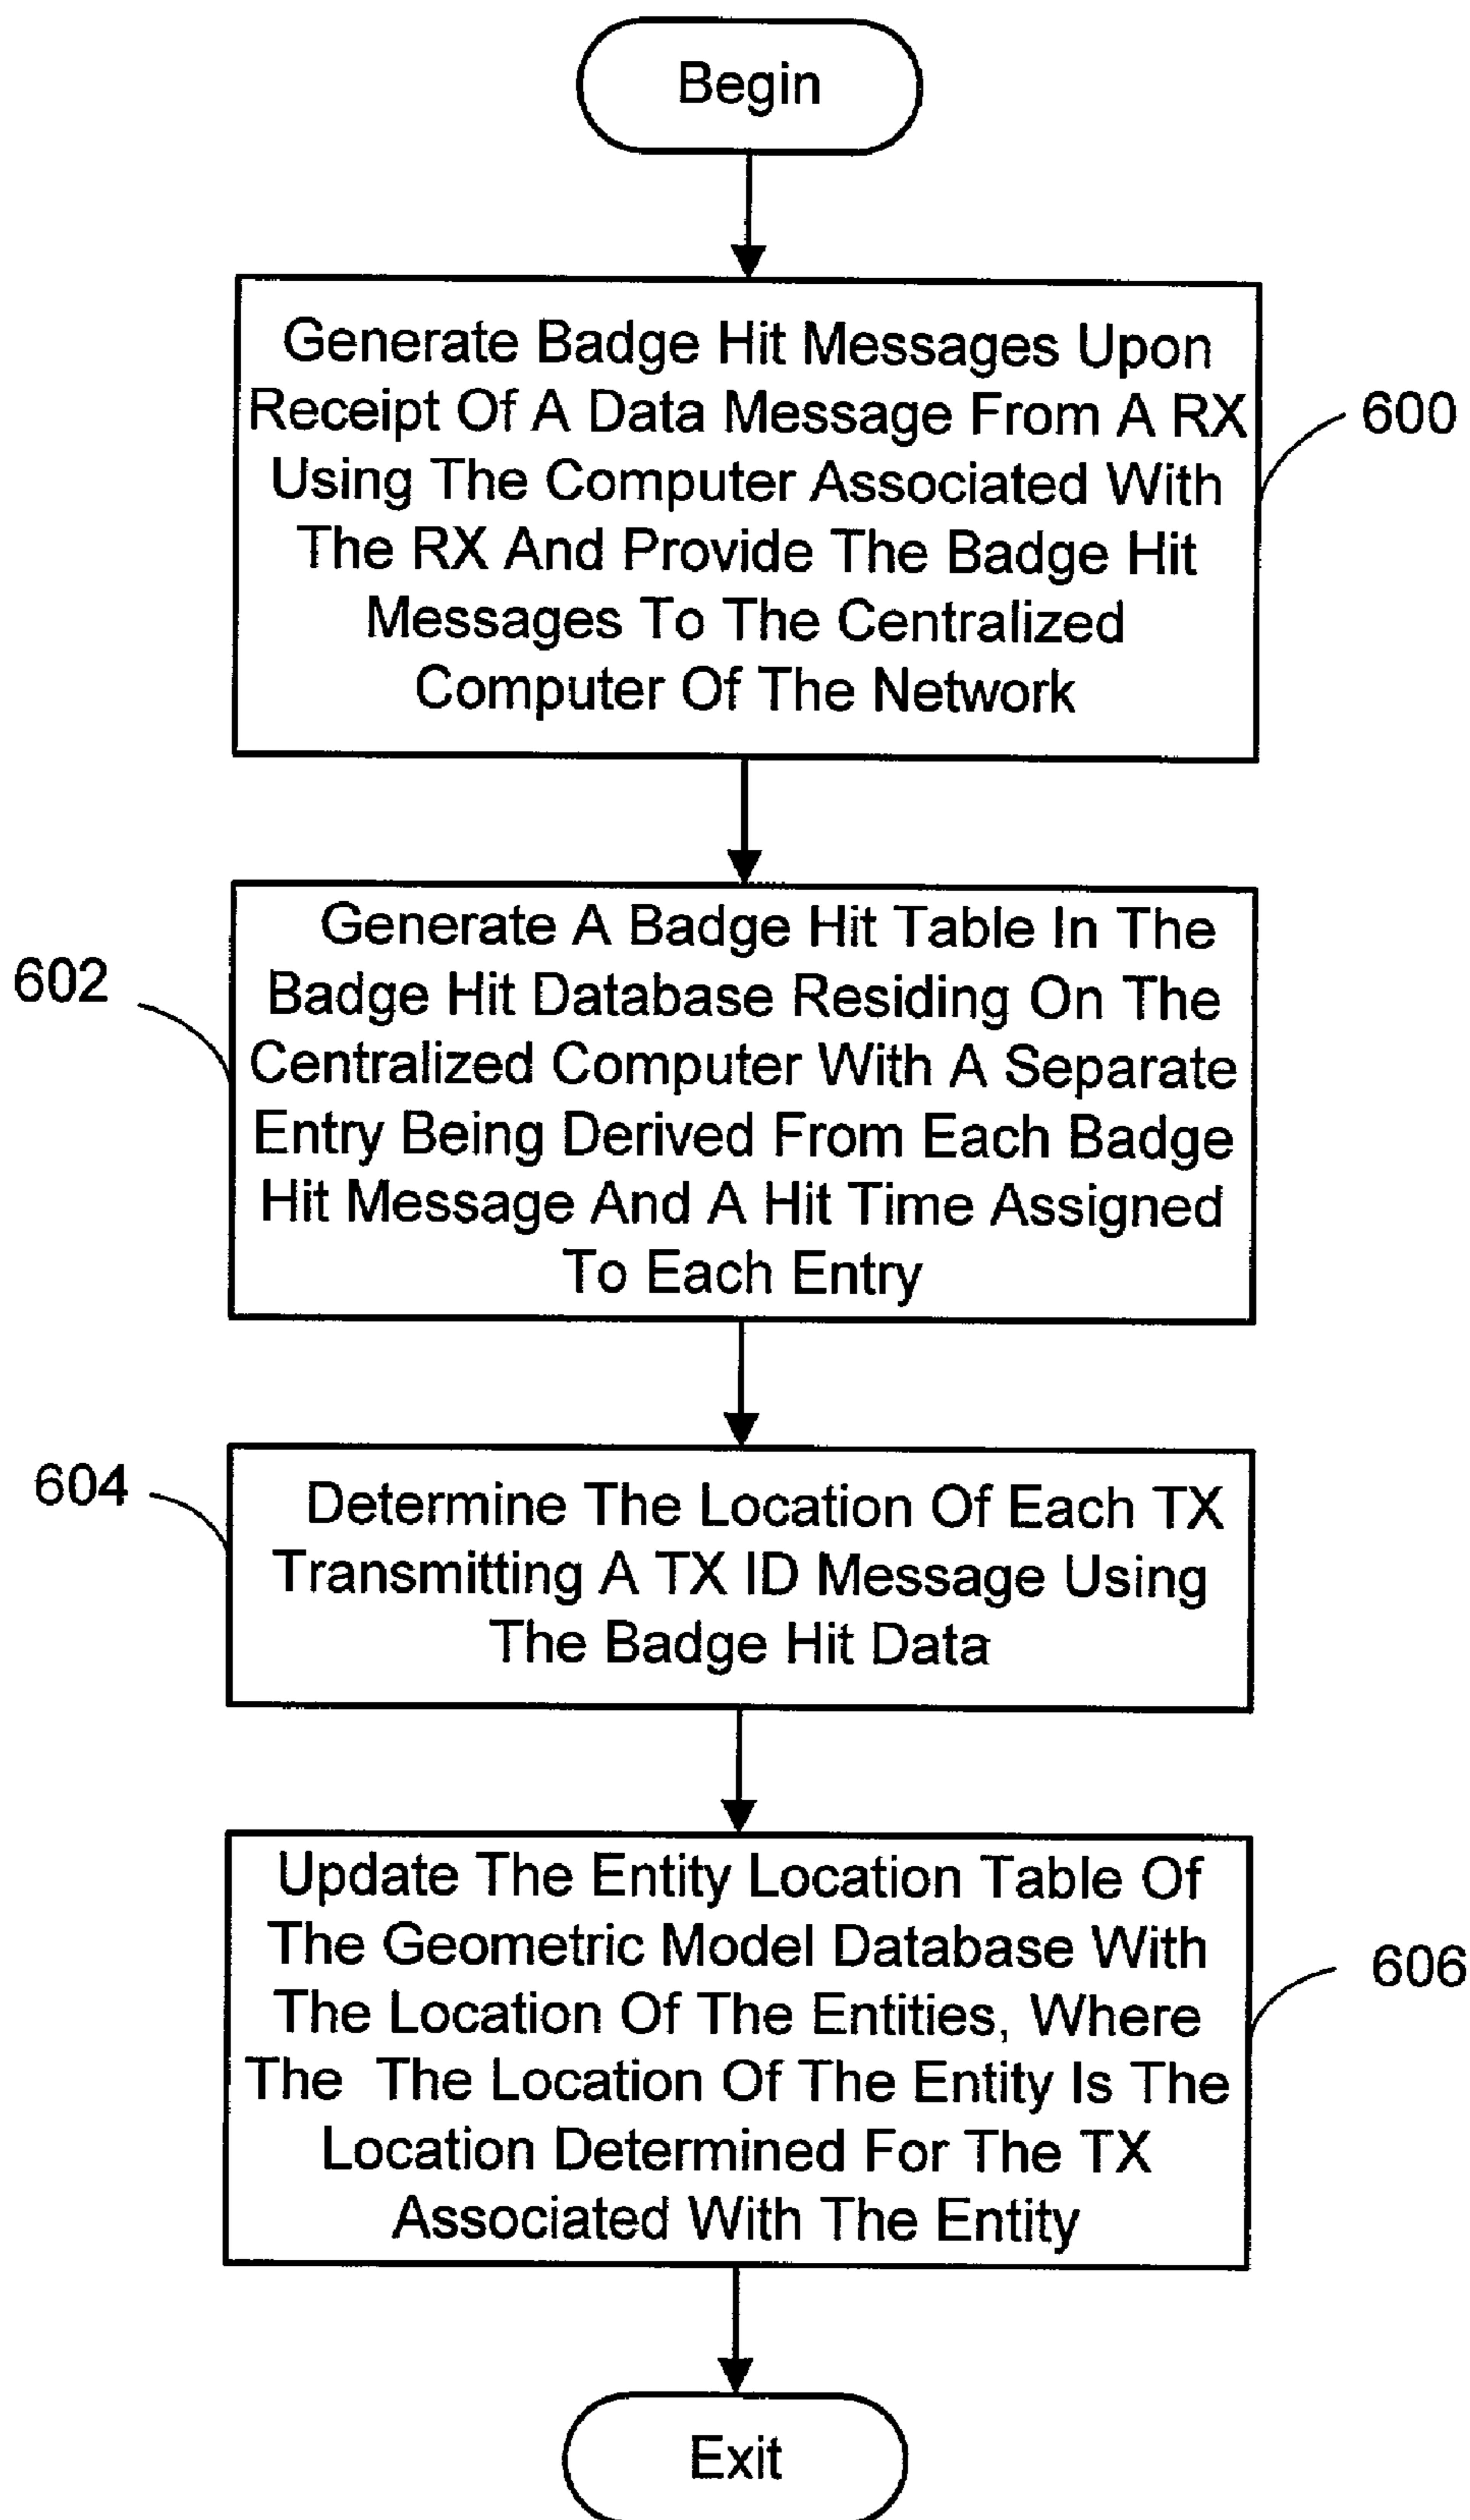 Begin
Generate Badge Hit Messages Upon
Receipt Of A Data Message From A RX
Using The Computer Associated With
The RX And Provide The Badge Hit
Messages To The Centralized
Computer Of The Network
600
Generate A Badge Hit Table In The
Badge Hit Database Residing On The
Centralized Computer With A Separate
Entry Being Derived From Each Badge
Hit Message And A Hit Time Assigned
To Each Entry
602
Determine The Location Of Each TX
Transmitting A TX ID Message Using
The Badge Hit Data
604
Update The Entity Location Table Of
The Geometric Model Database With
The Location Of The Entities, Where
The The Location Of The Entity Is The
Location Determined For The TX
Associated With The Entity
606
Exit